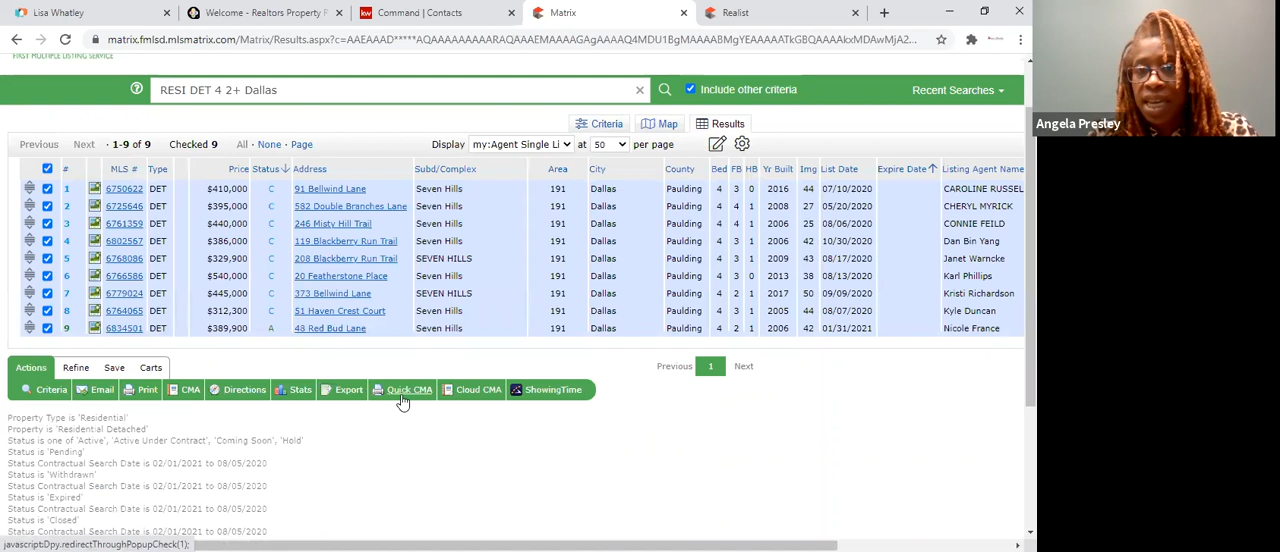 Lisa Whatley
Welcome - Realtors Property F
kw Command | Contacts
Matrix
Realist
matrix.fmlsd.mlsmatrix.com/Matrix/Results.aspx?c=AAEAAAD*****AQAAAAAAAAARAQAAAEMAAAAGAgAAAAQ4MDU1BgMAAAABMgYEAAAAATkGBQAAAAkxMDAwMjA2...
FIRST MULTIPLE LISTING SERVICE
RESI DET 4 2+ Dallas
Include other criteria
Recent Searches
Criteria Map Results
Previous Next · 1-9 of 9 Checked 9 All · None · Page Display my:Agent Single Li at 50 per page
# MLS # Type Price Status Address Subd/Complex Area City County Bed FB HB Yr Built Img List Date Expire Date Listing Agent Name
1 6750622 DET $410,000 C 91 Bellwind Lane Seven Hills 191 Dallas Paulding 4 3 0 2016 44 07/10/2020 CAROLINE RUSSEL
2 6725646 DET $395,000 C 582 Double Branches Lane Seven Hills 191 Dallas Paulding 4 4 1 2008 27 05/20/2020 CHERYL MYRICK
3 6761359 DET $440,000 C 246 Misty Hill Trail Seven Hills 191 Dallas Paulding 4 4 1 2006 25 08/06/2020 CONNIE FEILD
4 6802567 DET $386,000 C 119 Blackberry Run Trail Seven Hills 191 Dallas Paulding 4 3 1 2006 42 10/30/2020 Dan Bin Yang
5 6768086 DET $329,900 C 208 Blackberry Run Trail SEVEN HILLS 191 Dallas Paulding 4 3 1 2009 43 08/17/2020 Janet Warncke
6 6766586 DET $540,000 C 20 Featherstone Place Seven Hills 191 Dallas Paulding 4 3 0 2013 38 08/13/2020 Karl Phillips
7 6779024 DET $445,000 C 373 Bellwind Lane SEVEN HILLS 191 Dallas Paulding 4 2 1 2017 50 09/09/2020 Kristi Richardson
8 6764065 DET $312,300 C 51 Haven Crest Court Seven Hills 191 Dallas Paulding 4 3 1 2005 44 08/07/2020 Kyle Duncan
9 6834501 DET $389,900 A 48 Red Bud Lane Seven Hills 191 Dallas Paulding 4 2 1 2006 42 01/31/2021 Nicole France
Actions Refine Save Carts Previous 1 Next
Criteria Email Print CMA Directions Stats Export Quick CMA Cloud CMA ShowingTime
Property Type is 'Residential'
Property is 'Residential Detached'
Status is one of 'Active', 'Active Under Contract', 'Coming Soon', 'Hold'
Status is 'Pending'
Status Contractual Search Date is 02/01/2021 to 08/05/2020
Status is 'Withdrawn'
Status Contractual Search Date is 02/01/2021 to 08/05/2020
Status is 'Expired'
Status Contractual Search Date is 02/01/2021 to 08/05/2020
Status is 'Closed'
Status Contractual Search Date is 02/01/2021 to 08/05/2020
javascript:Dpy.redirectThroughPopupCheck(1);
Angela Presley